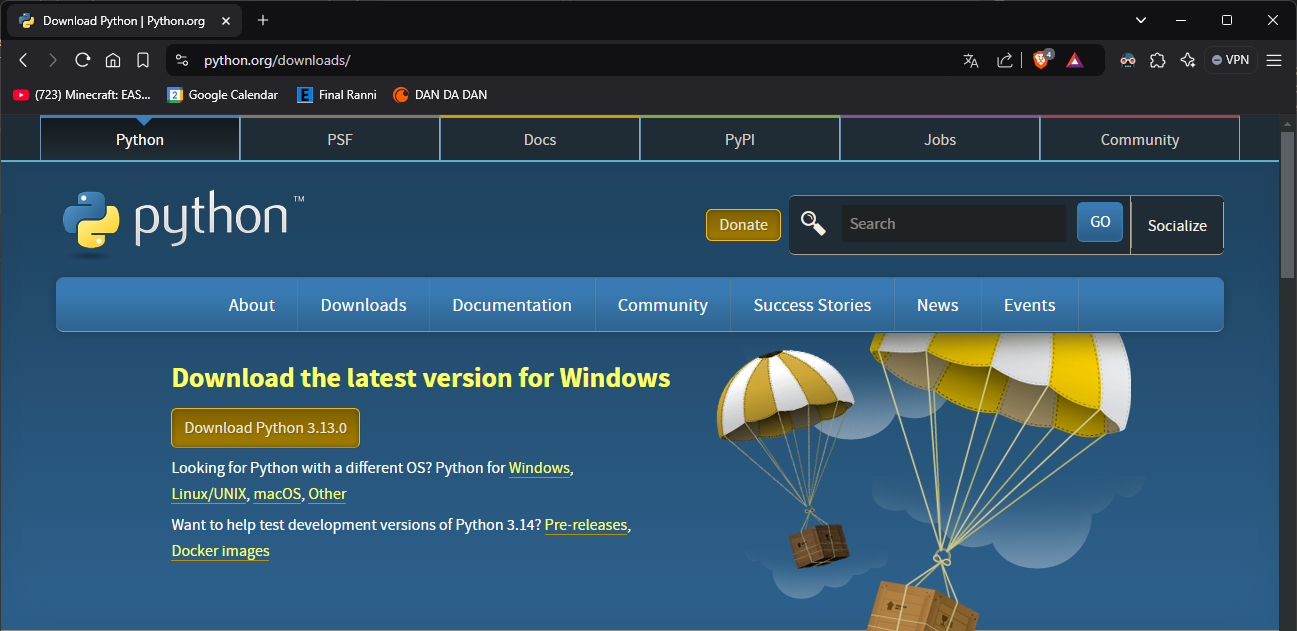 Download Python | Python.org
python.org/downloads/
4
VPN
(723) Minecraft: EAS...
2
Google Calendar
E
Final Ranni
DAN DA DAN
Python
PSF
Docs
PyPI
Jobs
Community
python™
Donate
Search
GO
Socialize
About
Downloads
Documentation
Community
Success Stories
News
Events
Download the latest version for Windows
Download Python 3.13.0
Looking for Python with a different OS? Python for Windows,
Linux/UNIX, macOS, Other
Want to help test development versions of Python 3.14? Pre-releases,
Docker images